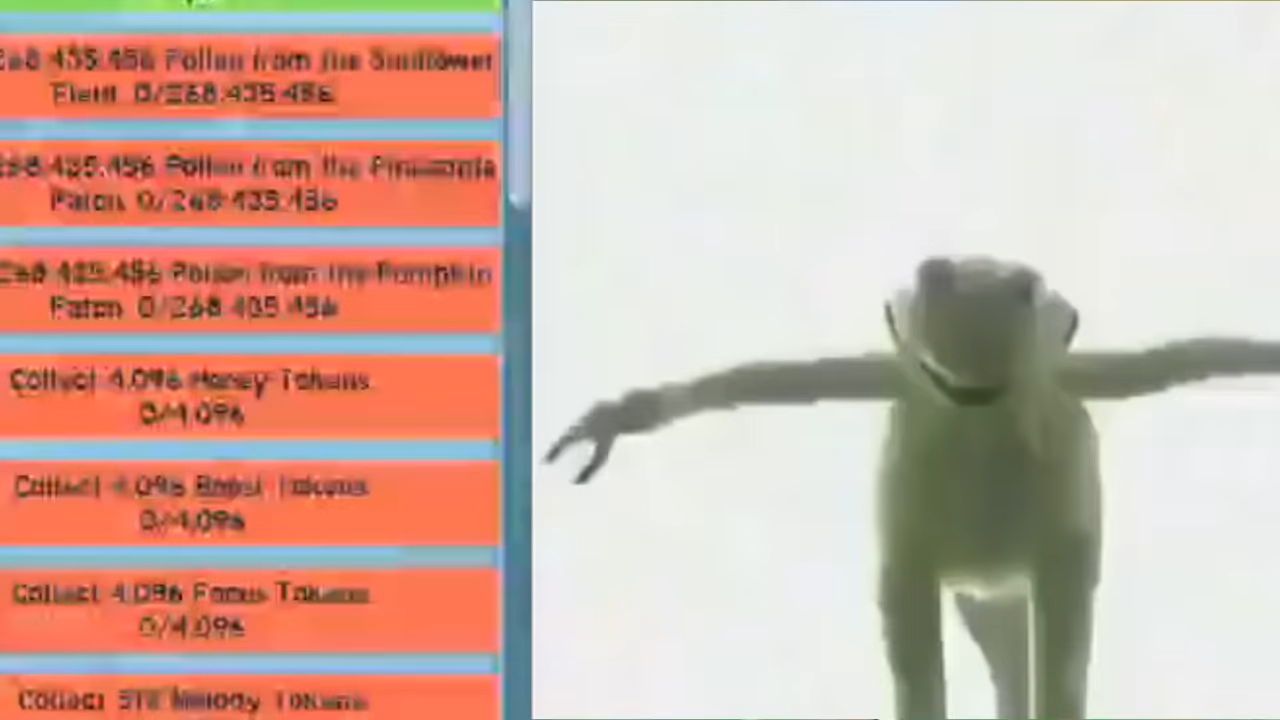 268,435,456 Pollen from the Sunflower
Field. 0/268,435,456
268,435,456 Pollen from the Pineapple
Patch. 0/268,435,456
268,435,456 Pollen from the Pumpkin
Patch. 0/268,435,456
Collect 4,096 Honey Tokens.
0/4,096
Collect 4,096 Boost Tokens.
0/4,096
Collect 4,096 Focus Tokens.
0/4,096
Collect 512 Melody Tokens.